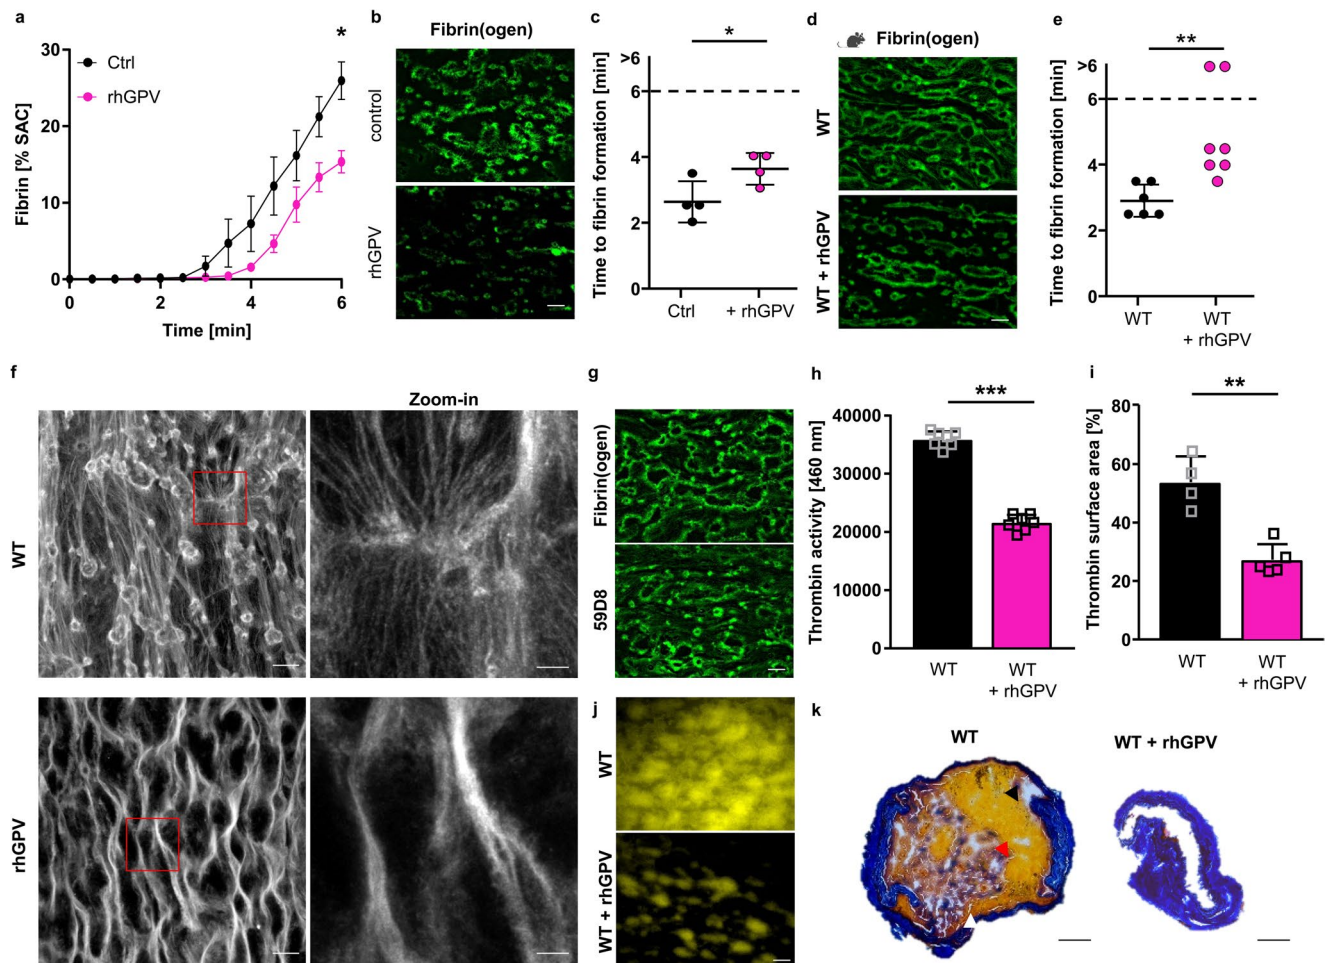 a
*
30
20
10
0
Fibrin [% SAC]
Ctrl
rhGPV
0
2
4
6
Time [min]
b
Fibrin(ogen)
control
rhGPV
c
*
>6
6
4
2
0
Time to fibrin formation [min]
Ctrl
+ rhGPV
d
Fibrin(ogen)
WT
WT + rhGPV
e
**
>6
6
4
2
0
Time to fibrin formation [min]
WT
WT
+ rhGPV
f
Zoom-in
WT
rhGPV
g
Fibrin(ogen)
59D8
h
***
40000
30000
20000
10000
0
Thrombin activity [460 nm]
WT
WT
+ rhGPV
i
**
80
60
40
20
0
Thrombin surface area [%]
WT
WT
+ rhGPV
j
WT
WT + rhGPV
k
WT
WT + rhGPV